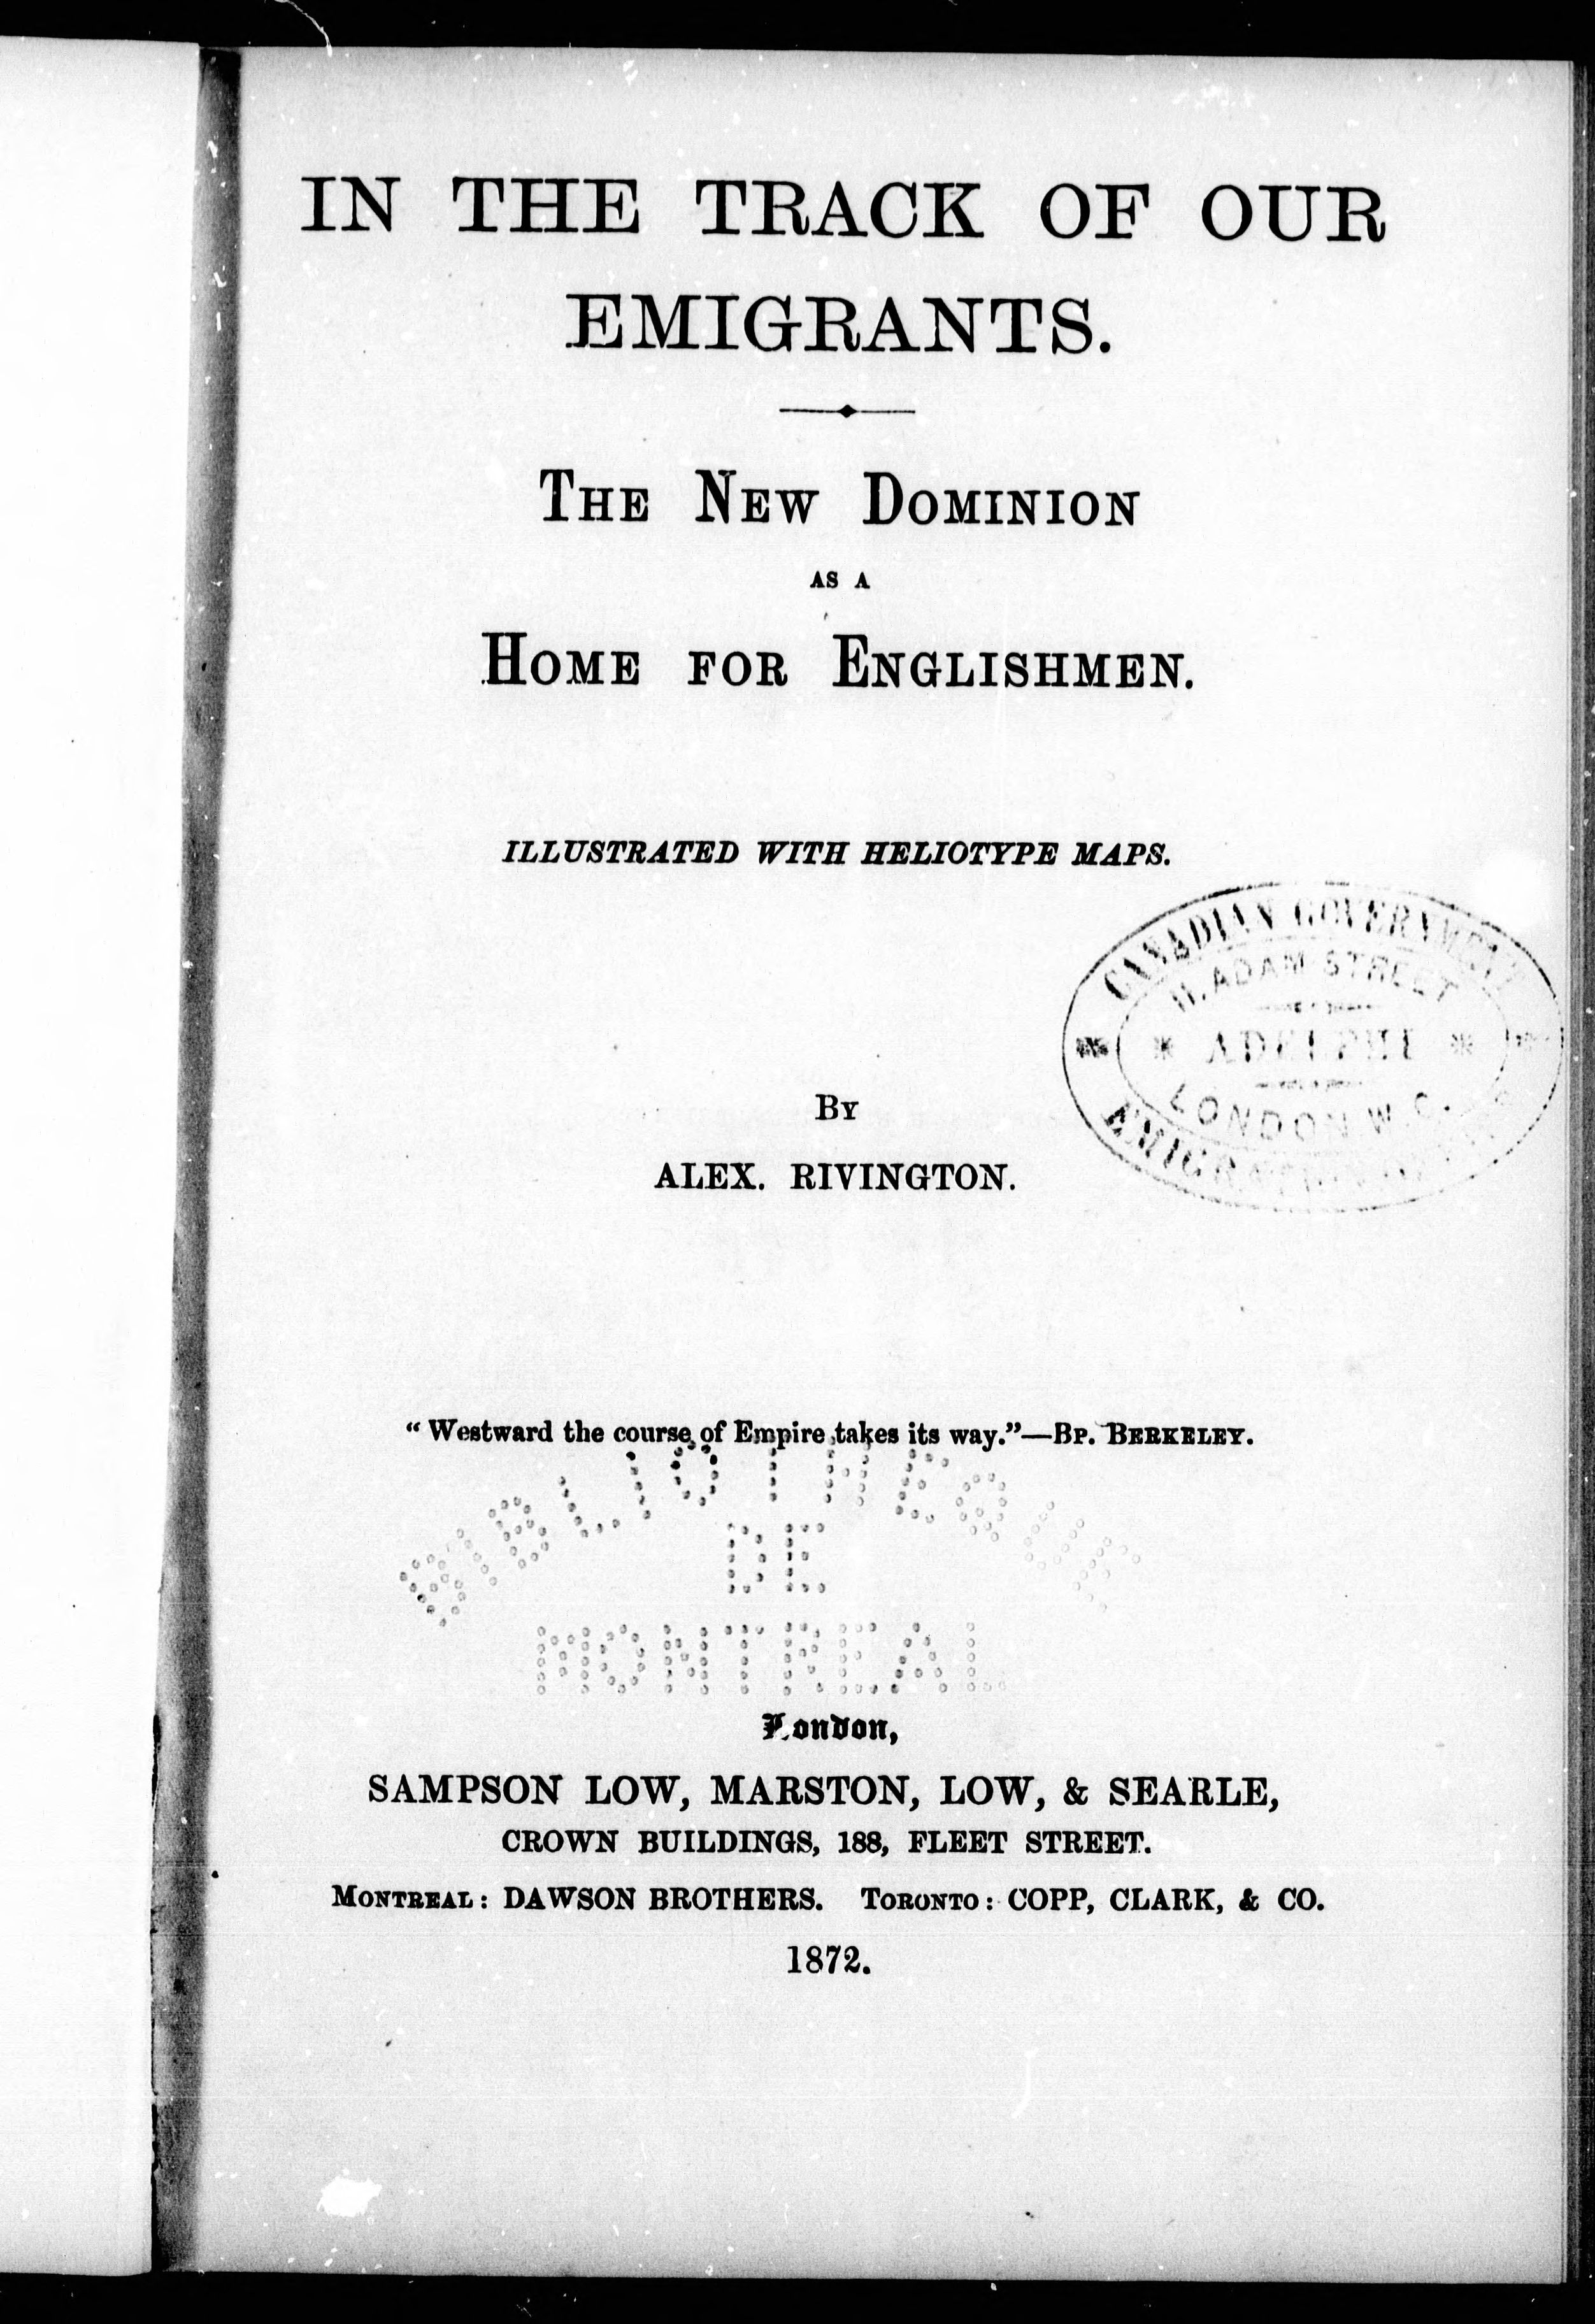 IN THE TRACK OF OUR
EMIGRANTS.
THE NEW DOMINION
AS A
HOME FOR ENGLISHMEN.
ILLUSTRATED WITH HELIOTYPE MAPS.
CANADIAN GOVERNMENT
11, ADAM STREET
ADELPHI
LONDON W.C.
BY
ALEX. RIVINGTON.
“Westward the course of Empire takes its way.”—BP. BERKELEY.
BIBLIOTHEQUE
DE
MONTREAL
London,
SAMPSON LOW, MARSTON, LOW, & SEARLE,
CROWN BUILDINGS, 188, FLEET STREET.
MONTREAL: DAWSON BROTHERS. TORONTO: COPP, CLARK, & CO.
1872.